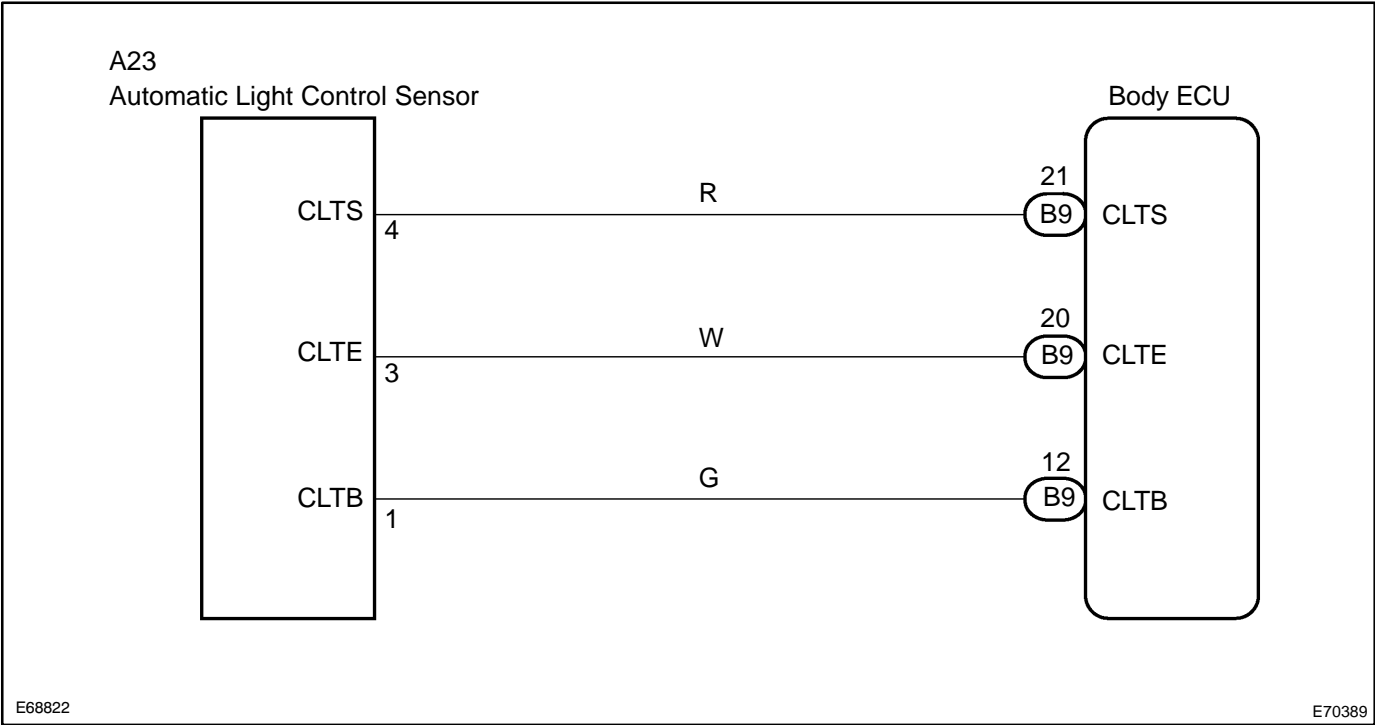 A23
Automatic Light Control Sensor
Body ECU
CLTS
4
R
21
B9
CLTS
CLTE
3
W
20
B9
CLTE
CLTB
1
G
12
B9
CLTB
E68822
E70389